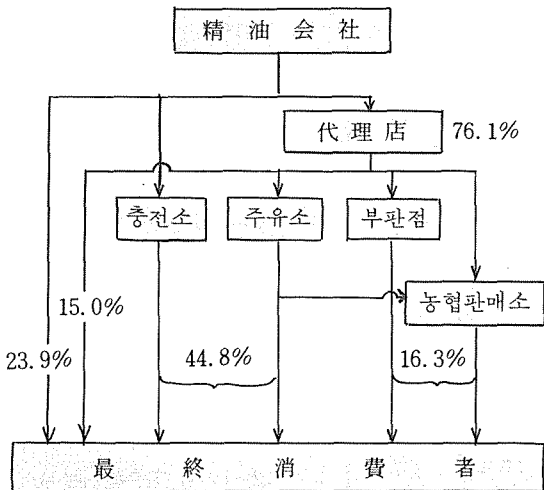 精油会社
代理店 76.1%
충전소 주유소 부판점
농협판매소
15.0%
23.9% 44.8% 16.3%
最終消費者